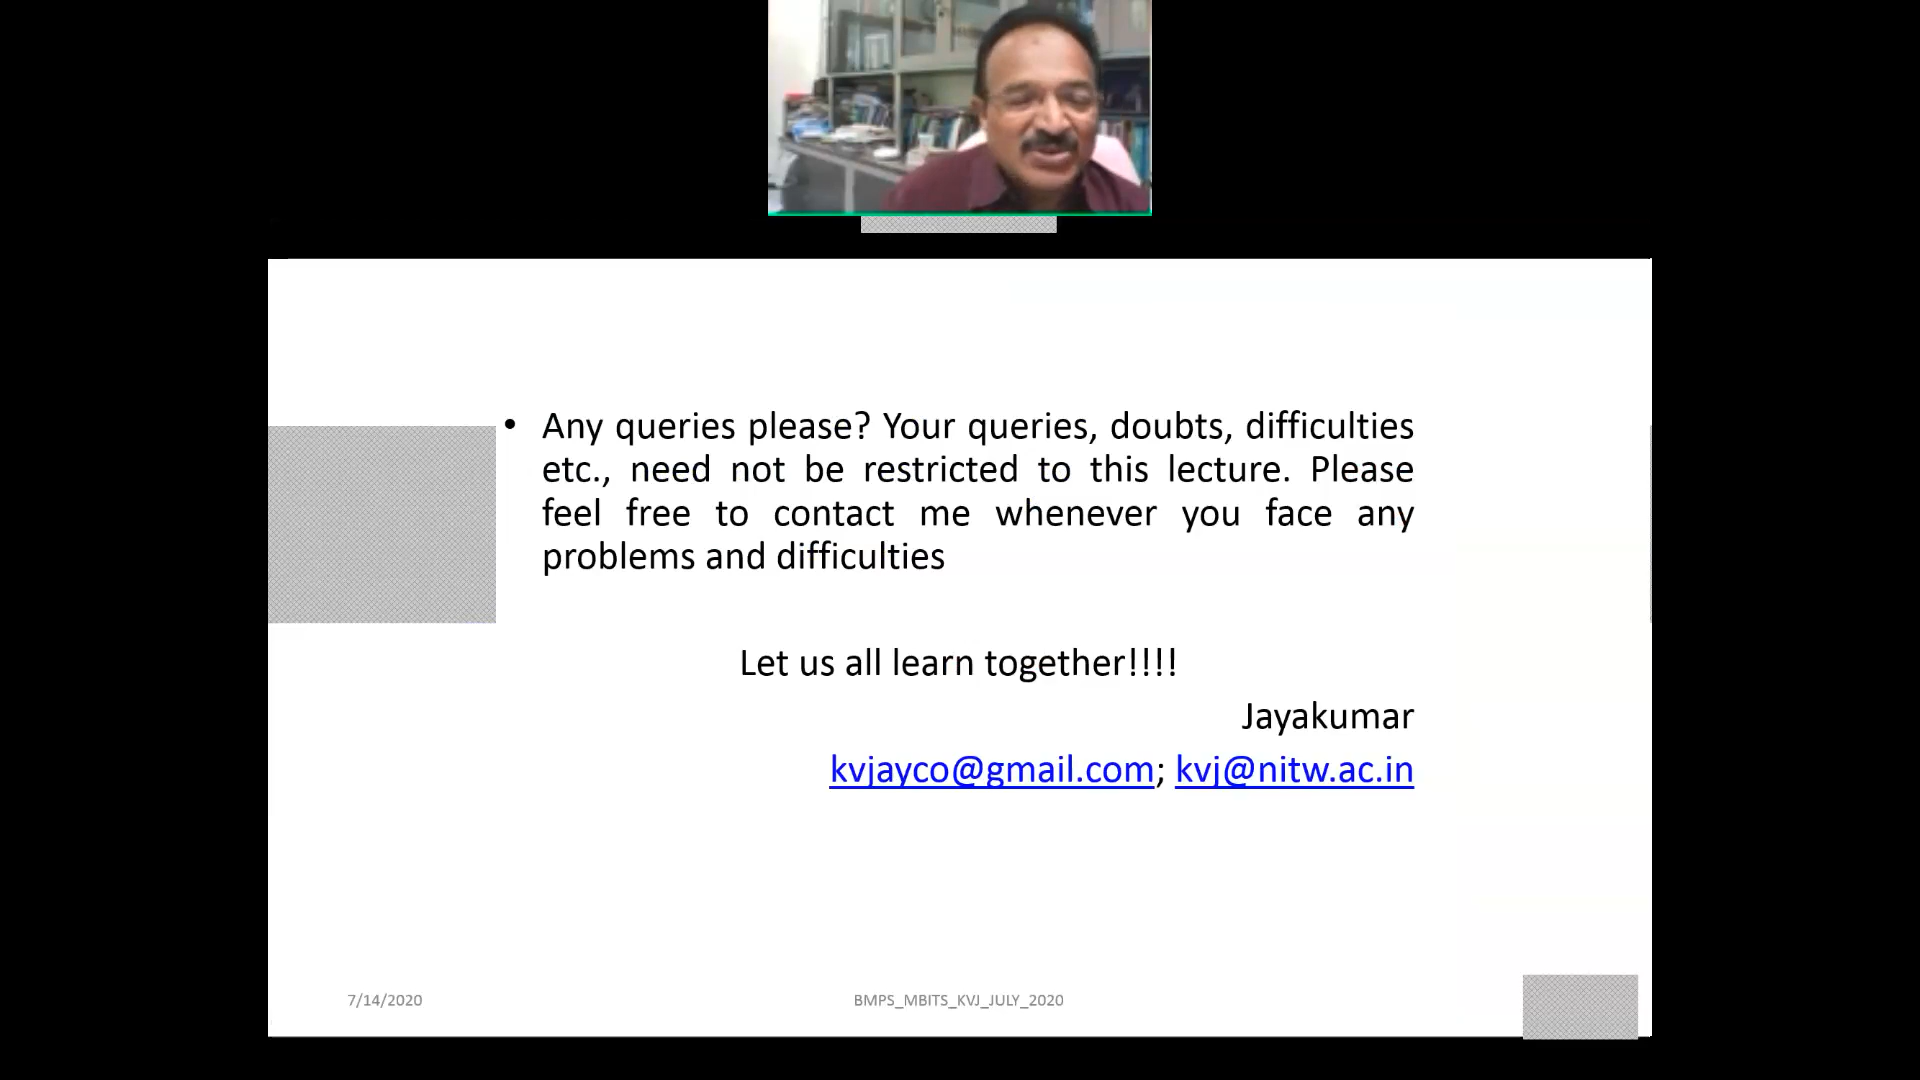 • Any queries please? Your queries, doubts, difficulties
etc., need not be restricted to this lecture. Please
feel free to contact me whenever you face any
problems and difficulties
Let us all learn together!!!!
Jayakumar
kvjayco@gmail.com; kvj@nitw.ac.in
7/14/2020
BMPS_MBITS_KVJ_JULY_2020